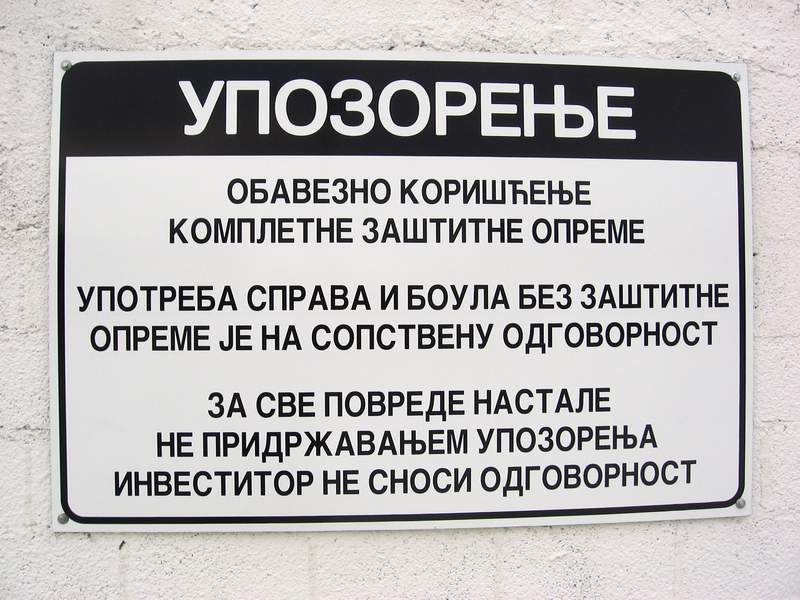 УПОЗОРЕЊЕ
ОБАВЕЗНО КОРИШЋЕЊЕ
КОМПЛЕТНЕ ЗАШТИТНЕ ОПРЕМЕ
УПОТРЕБА СПРАВА И БОУЛА БЕЗ ЗАШТИТНЕ
ОПРЕМЕ ЈЕ НА СОПСТВЕНУ ОДГОВОРНОСТ
ЗА СВЕ ПОВРЕДЕ НАСТАЛЕ
НЕ ПРИДРЖАВАЊЕМ УПОЗОРЕЊА
ИНВЕСТИТОР НЕ СНОСИ ОДГОВОРНОСТ